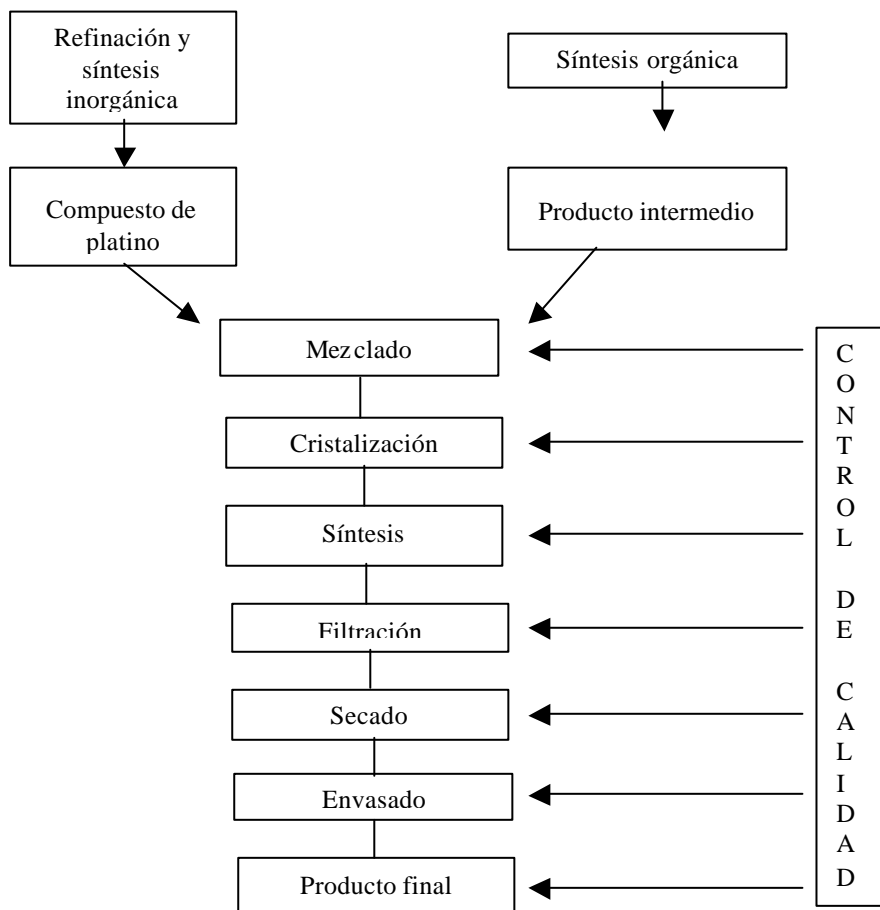 Refinación y
síntesis
inorgánica
Síntesis orgánica
Compuesto de
platino
Producto intermedio
Mezclado
Cristalización
Síntesis
Filtración
Secado
Envasado
Producto final
C
O
N
T
R
O
L
D
E
C
A
L
I
D
A
D